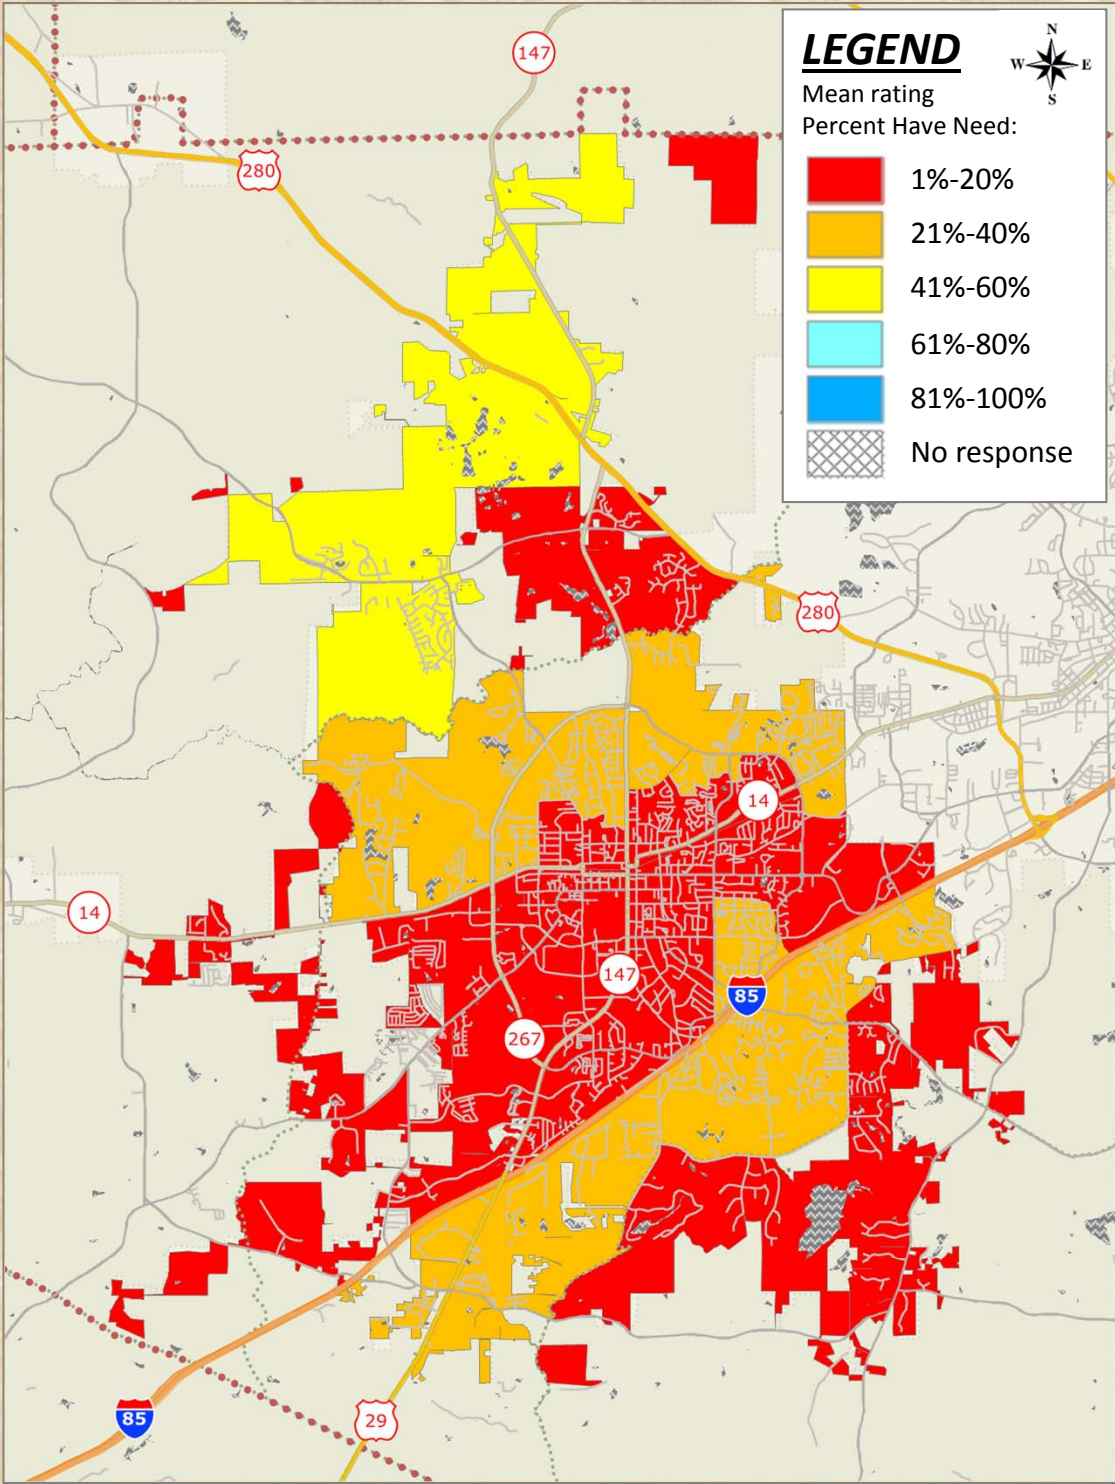 LEGEND
N
W E
S
Mean rating
Percent Have Need:
1%-20%
21%-40%
41%-60%
61%-80%
81%-100%
No response
147
280
280
14
14
147
85
267
85
29